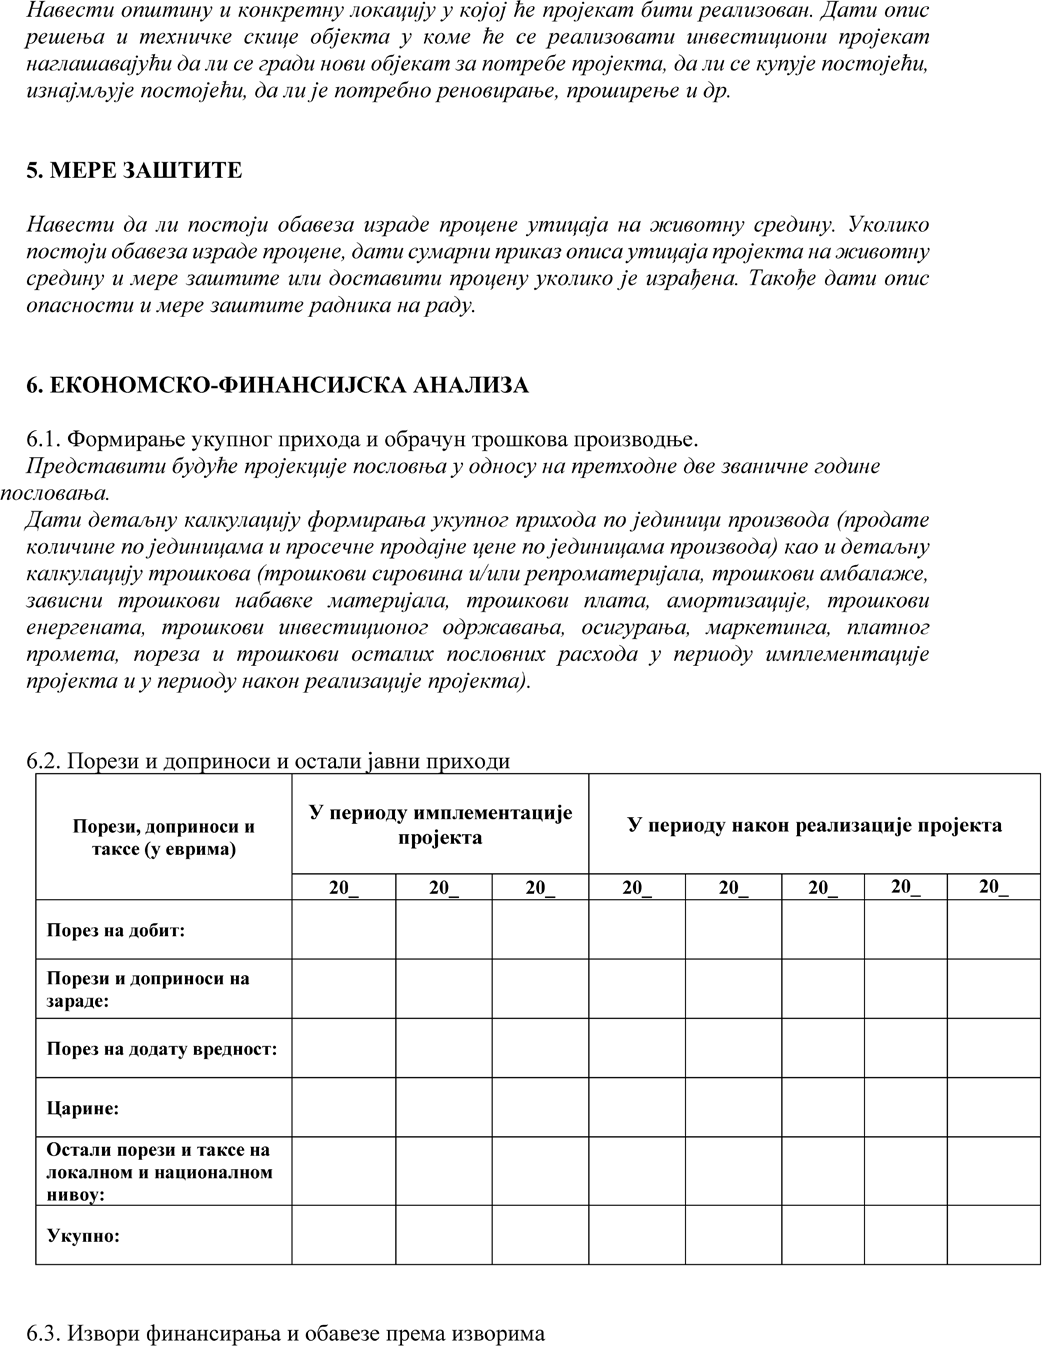 Навести општину и конкретну локацију у којој ће пројекат бити реализован. Дати опис
решења и техничке скице објекта у коме ће се реализовати инвестициони пројекат
наглашавајући да ли се гради нови објекат за потребе пројекта, да ли се купује постојећи,
изнајмљује постојећи, да ли је потребно реновирање, проширење и др.
5. МЕРЕ ЗАШТИТЕ
Навести да ли постоји обавеза израде процене утицаја на животну средину. Уколико
постоји обавеза израде процене, дати сумарни приказ описа утицаја пројекта на животну
средину и мере заштите или доставити процену уколико је израђена. Такође дати опис
опасности и мере заштите радника на раду.
6. ЕКОНОМСКО-ФИНАНСИЈСКА АНАЛИЗА
6.1. Формирање укупног прихода и обрачун трошкова производње.
Представити будуће пројекције пословња у односу на претходне две званичне године
пословања.
Дати детаљну калкулацију формирања укупног прихода по јединици производа (продате
количине по јединицама и просечне продајне цене по јединицама производа) као и детаљну
калкулацију трошкова (трошкови сировина и/или репроматеријала, трошкови амбалаже,
зависни трошкови набавке материјала, трошкови плата, амортизације, трошкови
енергената, трошкови инвестиционог одржавања, осигурања, маркетинга, платног
промета, пореза и трошкови осталих пословних расхода у периоду имплементације
пројекта и у периоду након реализације пројекта).
6.2. Порези и доприноси и остали јавни приходи
Порези, доприноси и
таксе (у еврима)
У периоду имплементације
пројекта
У периоду након реализације пројекта
20_ 20_ 20_ 20_ 20_ 20_ 20_ 20_
Порез на добит:
Порези и доприноси на
зараде:
Порез на додату вредност:
Царине:
Остали порези и таксе на
локалном и националном
нивоу:
Укупно:
6.3. Извори финансирања и обавезе према изворима